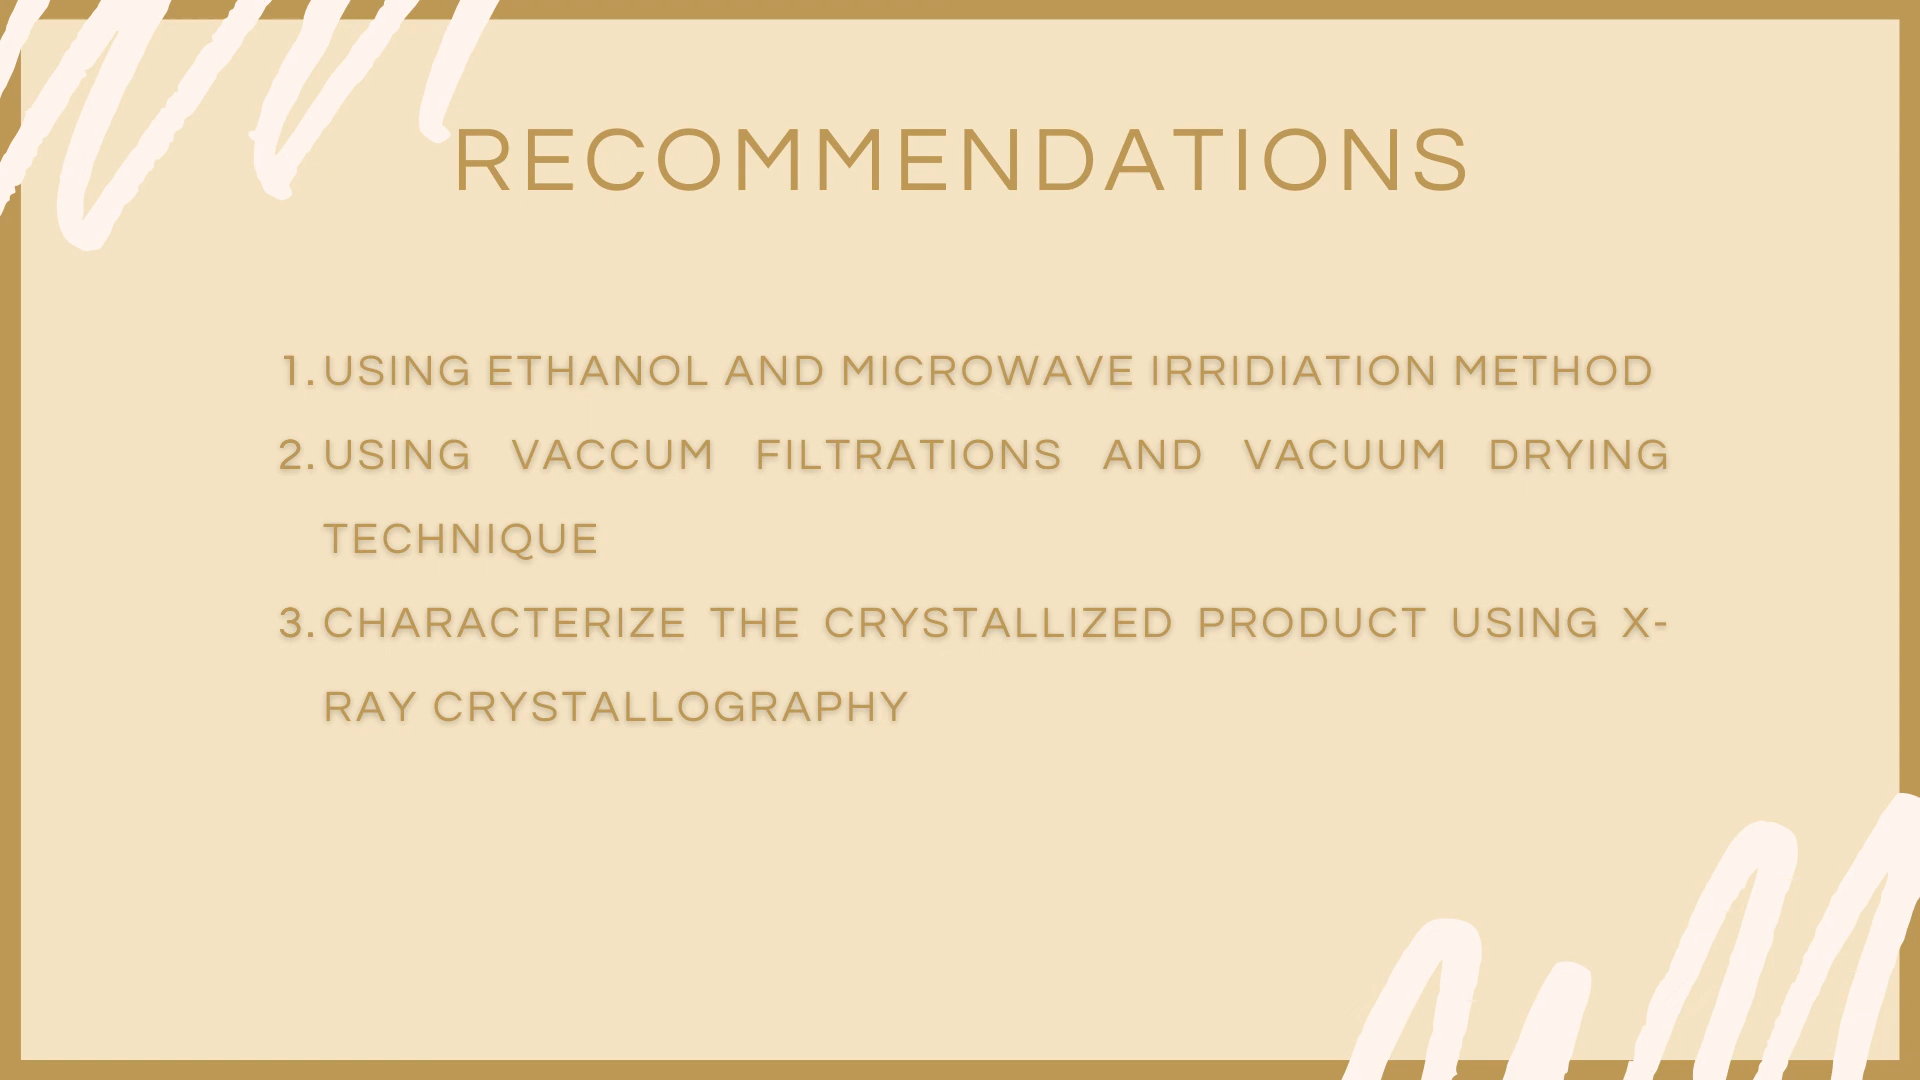 RECOMMENDATIONS
1. USING ETHANOL AND MICROWAVE IRRIDIATION METHOD
2. USING VACCUM FILTRATIONS AND VACUUM DRYING
TECHNIQUE
3. CHARACTERIZE THE CRYSTALLIZED PRODUCT USING X-
RAY CRYSTALLOGRAPHY